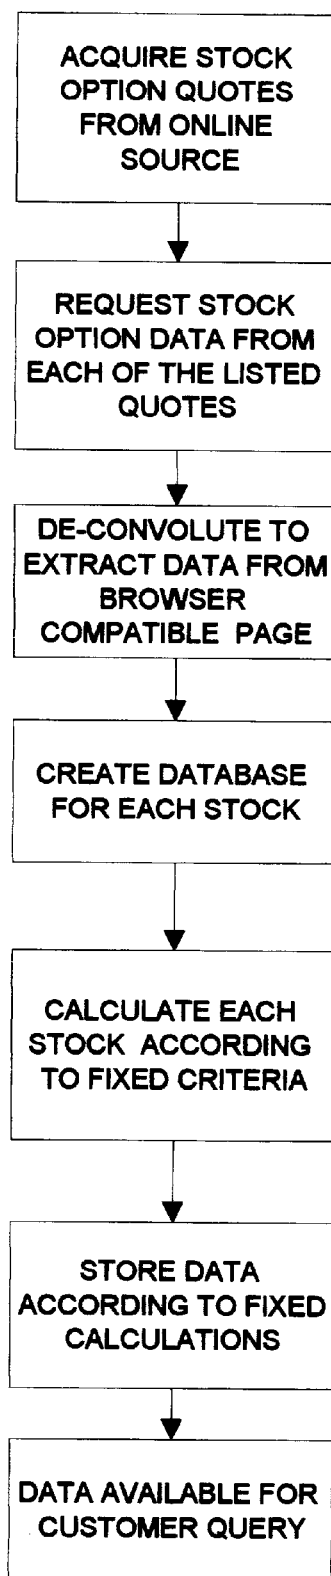 ACQUIRE STOCK
OPTION QUOTES
FROM ONLINE
SOURCE
REQUEST STOCK
OPTION DATA FROM
EACH OF THE LISTED
QUOTES
DE-CONVOLUTE TO
EXTRACT DATA FROM
BROWSER
COMPATIBLE PAGE
CREATE DATABASE
FOR EACH STOCK
CALCULATE EACH
STOCK ACCORDING
TO FIXED CRITERIA
STORE DATA
ACCORDING TO FIXED
CALCULATIONS
DATA AVAILABLE FOR
CUSTOMER QUERY